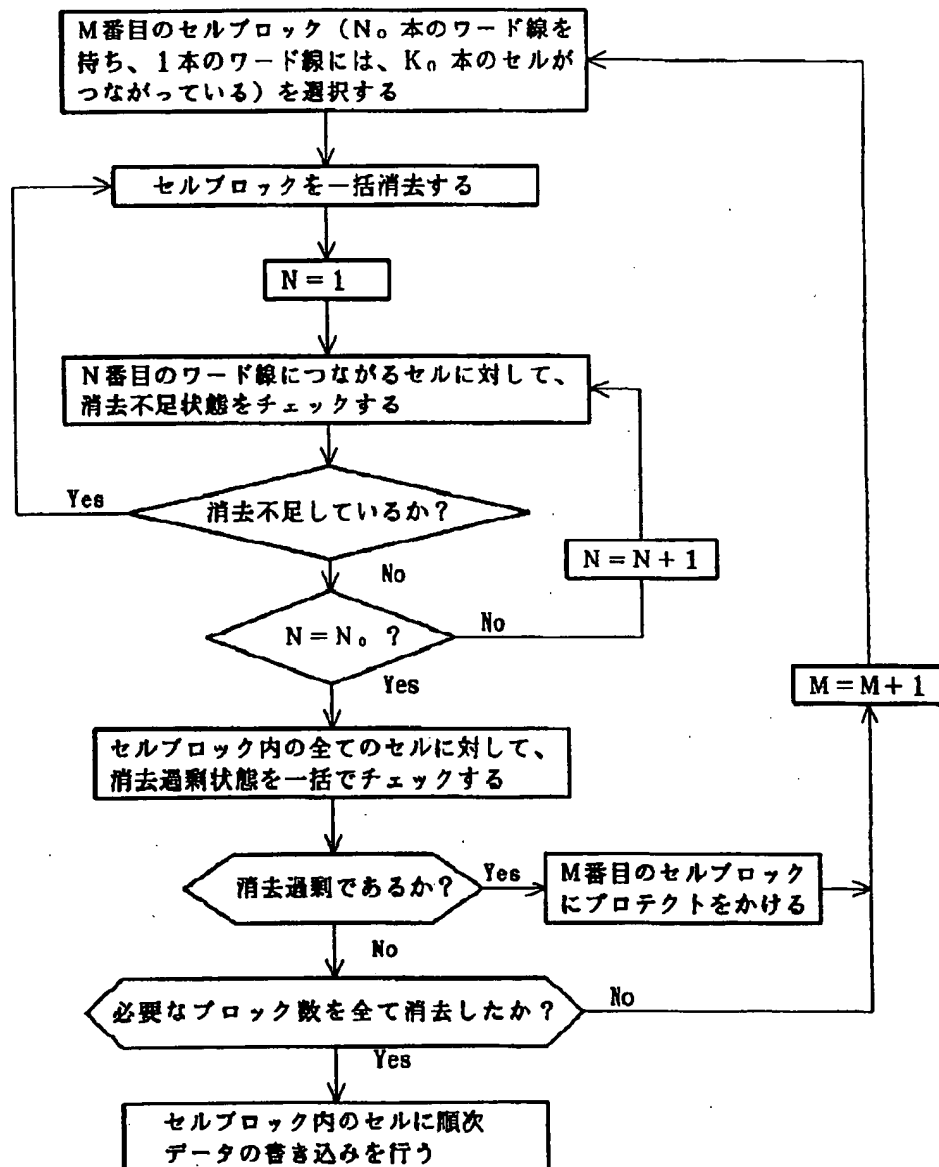 M番目のセルブロック（N₀本のワード線を
持ち、1本のワード線には、K₀本のセルが
つながっている）を選択する
セルブロックを一括消去する
N＝1
N番目のワード線につながるセルに対して、
消去不足状態をチェックする
Yes
消去不足しているか？
No
N＝N＋1
N＝N₀？
No
Yes
M＝M＋1
セルブロック内の全てのセルに対して、
消去過剰状態を一括でチェックする
消去過剰であるか？
Yes
M番目のセルブロック
にプロテクトをかける
No
必要なブロック数を全て消去したか？
No
Yes
セルブロック内のセルに順次
データの書き込みを行う